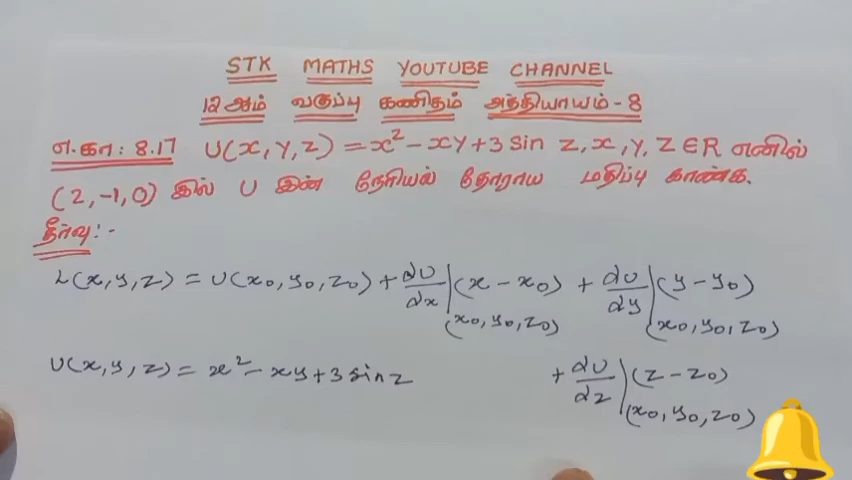 STK MATHS YOUTUBE CHANNEL
12 ஆம் வகுப்பு கணிதம் அத்தியாயம் - 8
எ.கா : 8.17 U(x, y, z) = x² - xy + 3 sin z, x, y, z ∈ R எனில்
(2, -1, 0) இல் U இன் நேரியல் தோராய மதிப்பு காண்க.
தீர்வு :-
L(x, y, z) = U(x₀, y₀, z₀) + ∂U/∂x |(x₀, y₀, z₀) (x - x₀) + ∂U/∂y |(x₀, y₀, z₀) (y - y₀)
+ ∂U/∂z |(x₀, y₀, z₀) (z - z₀)
U(x, y, z) = x² - xy + 3 sin z